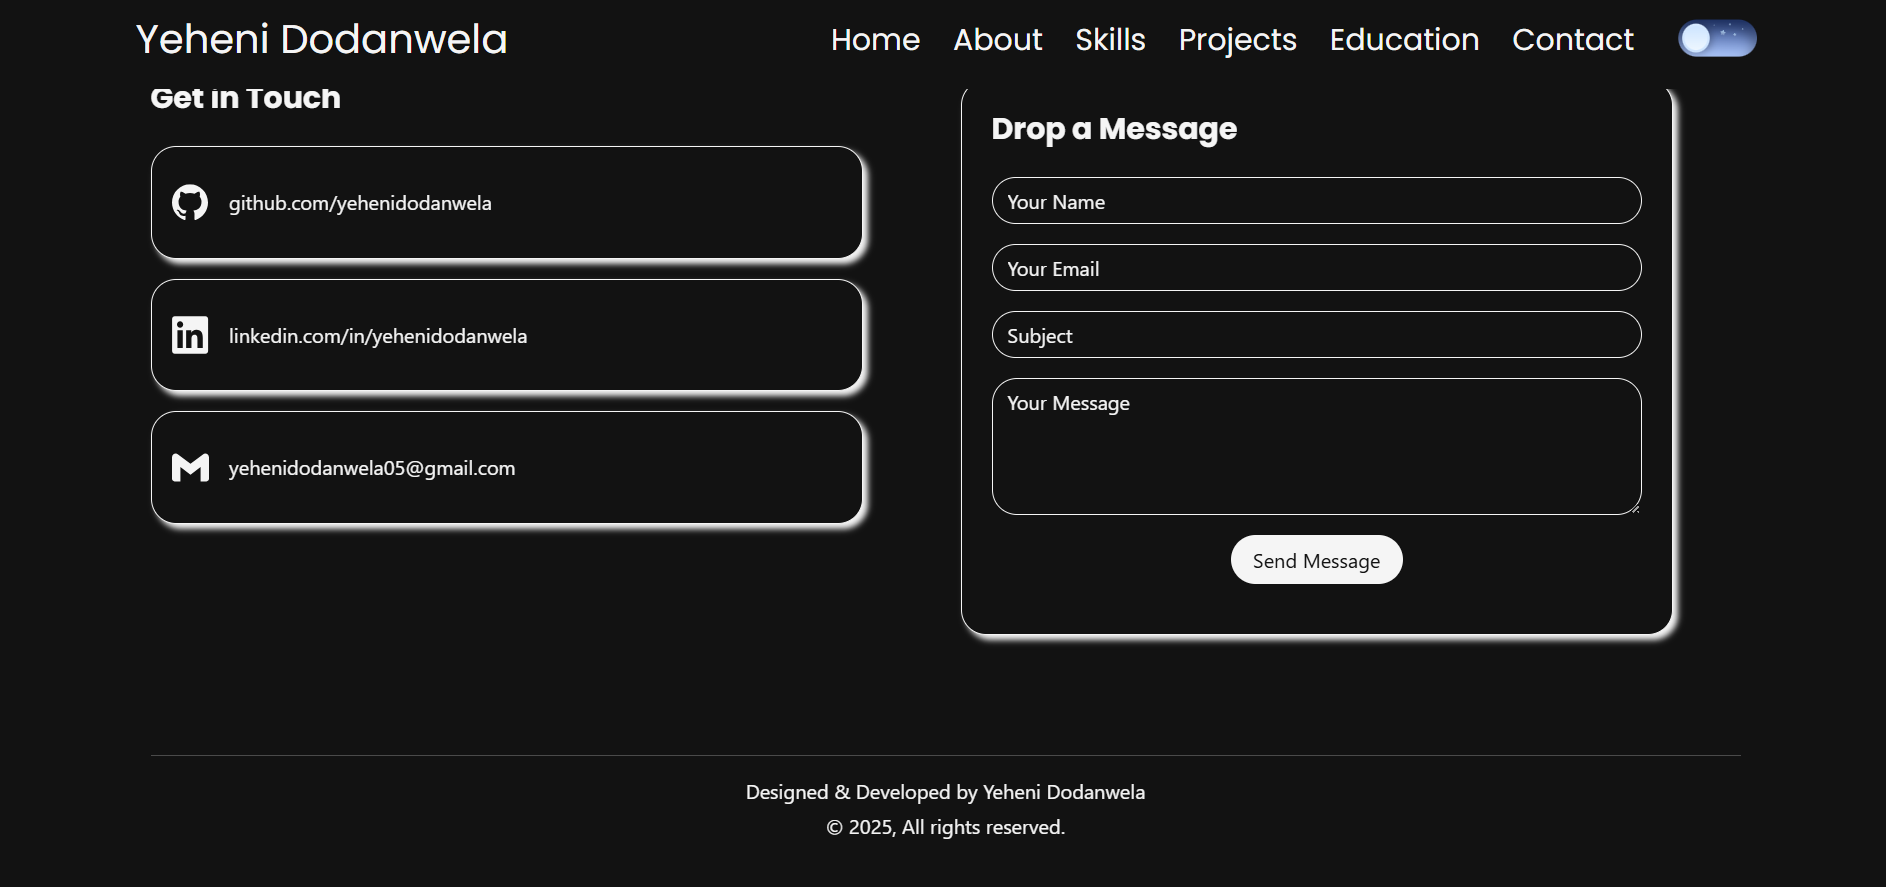 Yeheni Dodanwela
Home About Skills Projects Education Contact
Get in Touch
github.com/yehenidodanwela
linkedin.com/in/yehenidodanwela
yehenidodanwela05@gmail.com
Drop a Message
Your Name
Your Email
Subject
Your Message
Send Message
Designed & Developed by Yeheni Dodanwela
© 2025, All rights reserved.